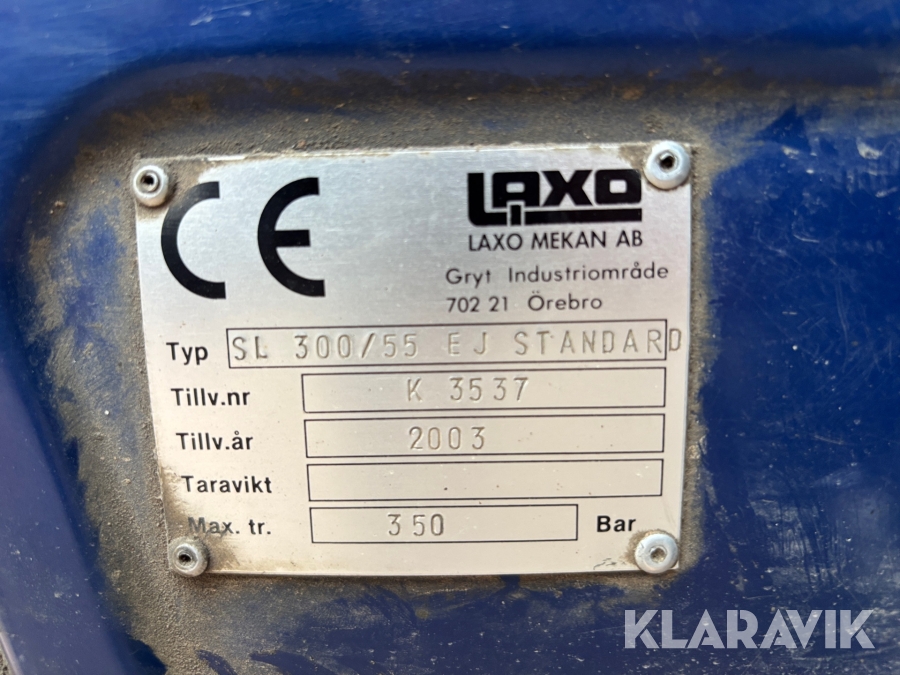 CE
LAXO
LAXO MEKAN AB
Gryt Industriområde
702 21 Örebro
Typ SL 300/55 EJ STANDARD
Tillv.nr K 3537
Tillv.år 2003
Taravikt
Max. tr. 350 Bar
KLARAVIK